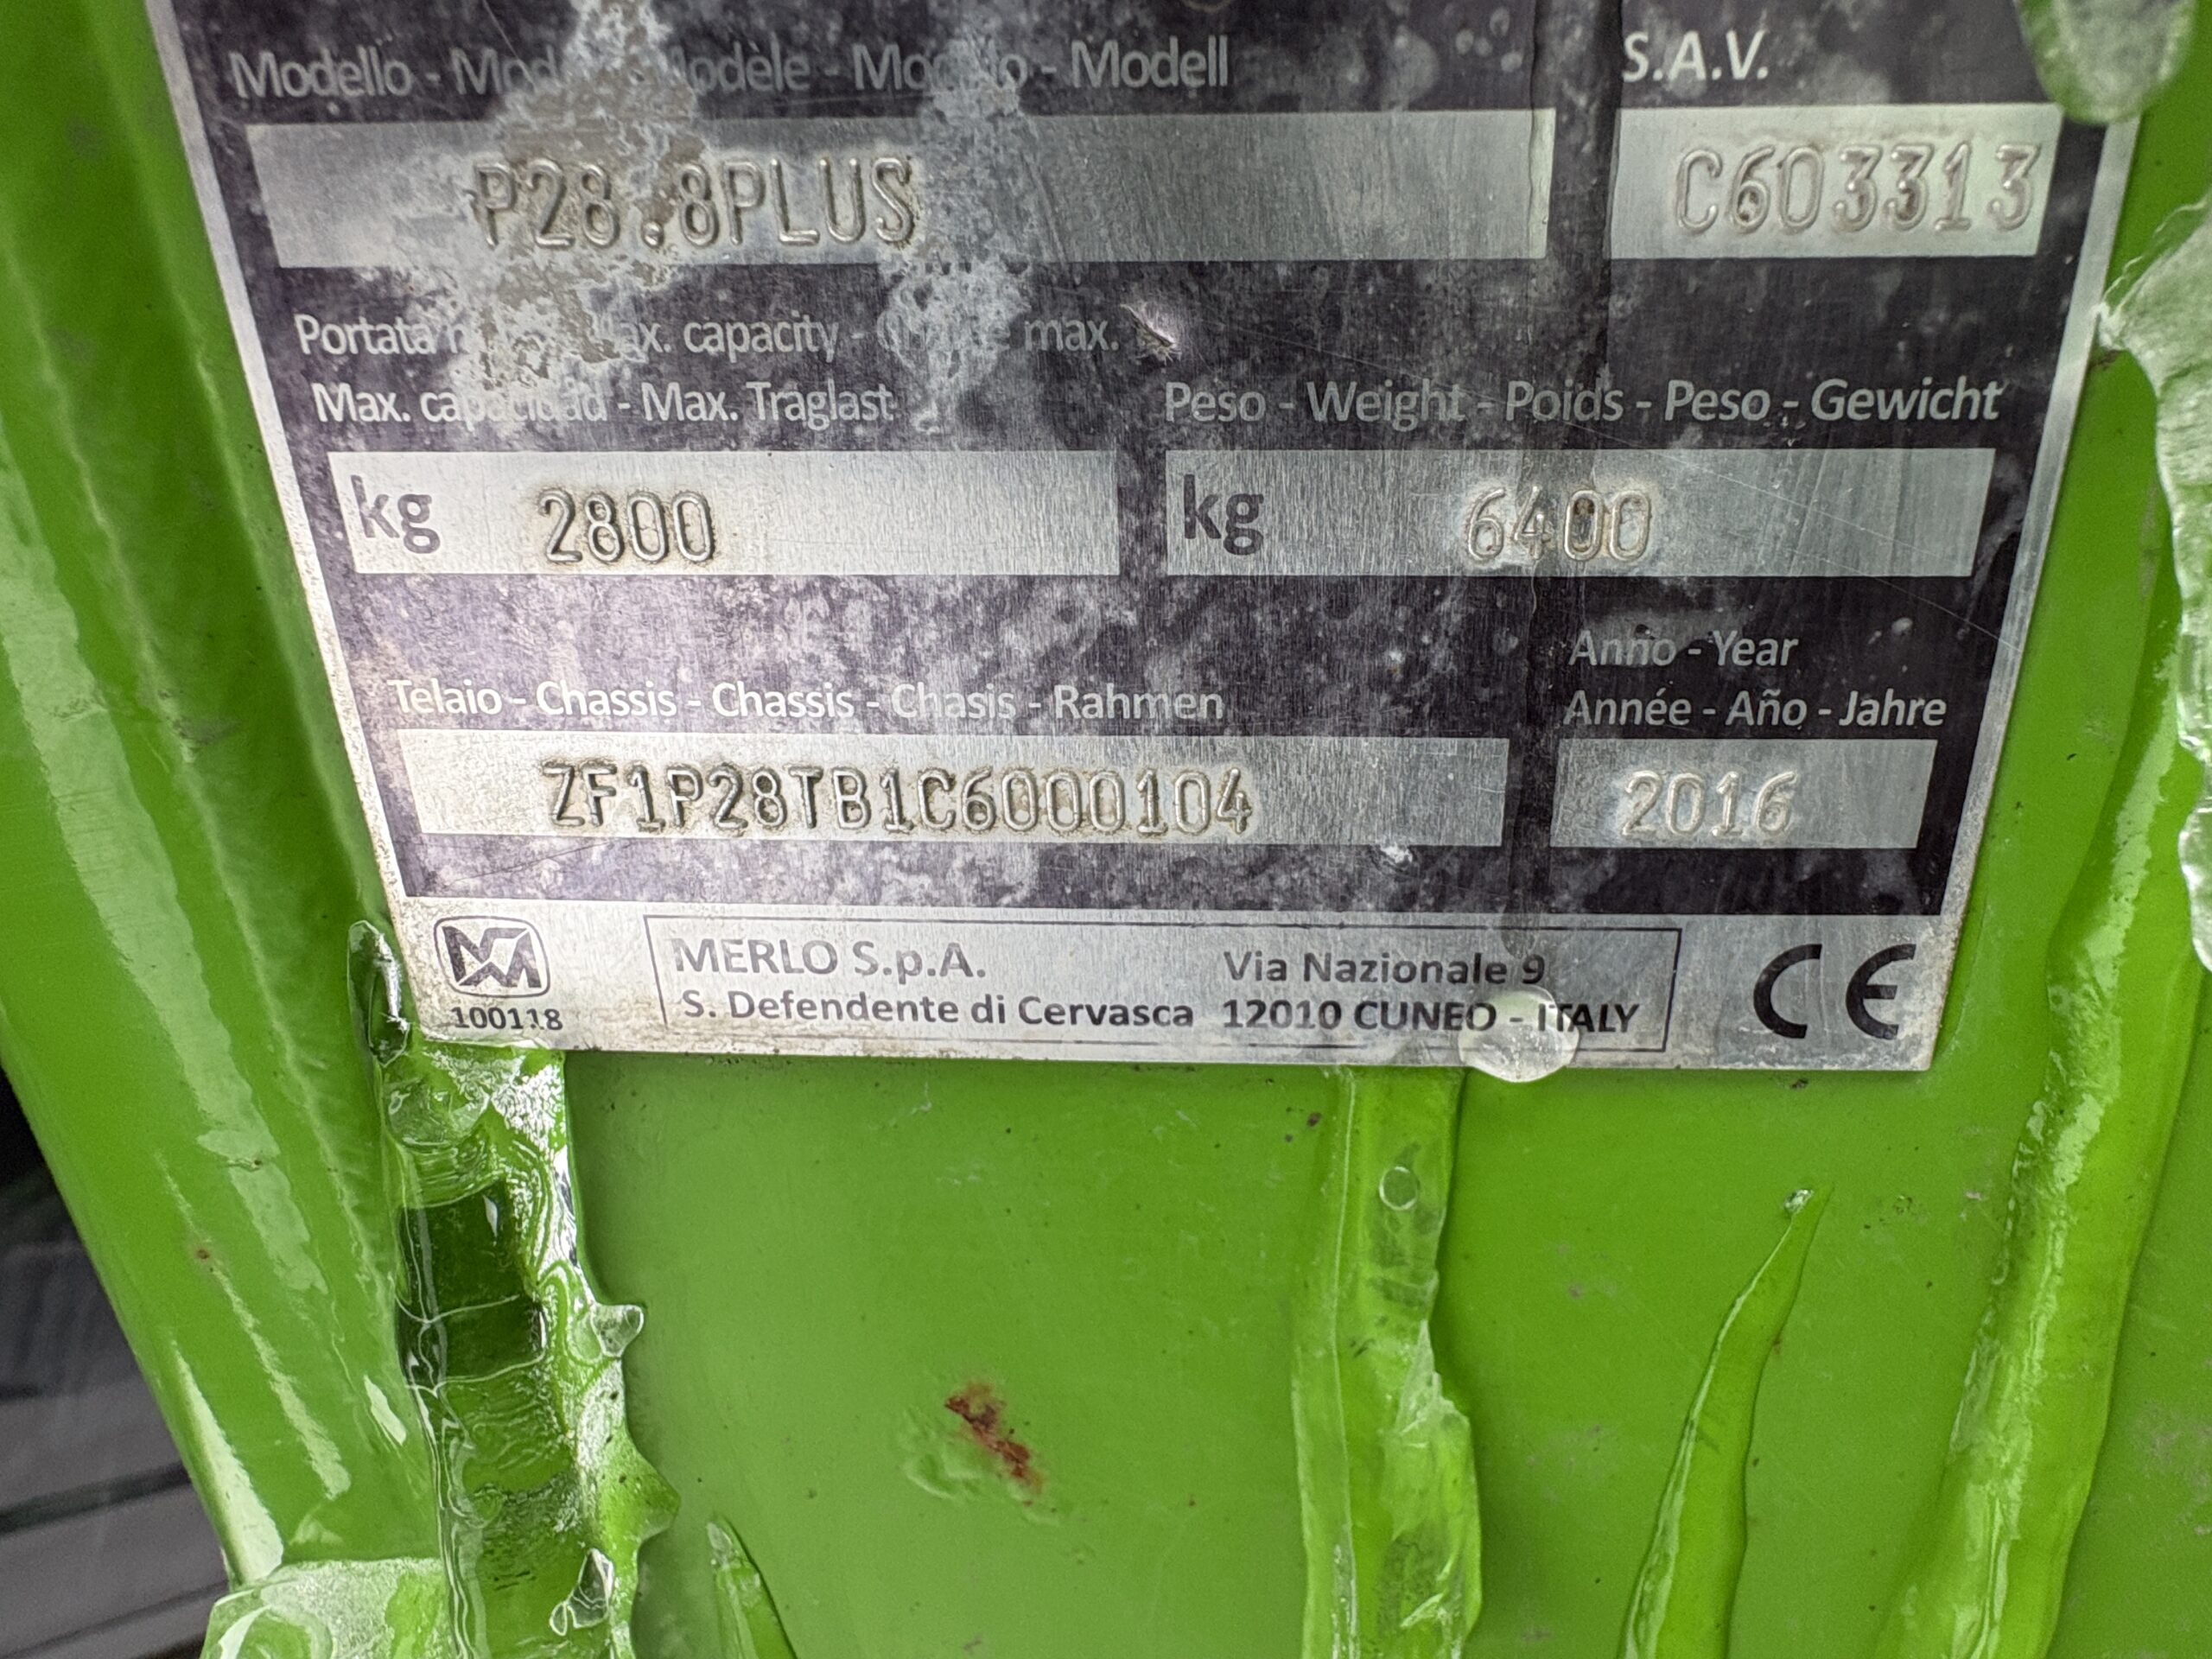 Modello - - Modell
S.A.V.
P28.8PLUS
C603313
Portata capacity - max.
Max. capacidad - Max. Traglast
Peso - Weight - Poids - Peso - Gewicht
kg 2800
kg 6400
Anno - Year
Telaio - Chassis - Chassis - Chasis - Rahmen
Année - Año - Jahre
ZF1P28TB1C6000104
2016
MERLO S.p.A. Via Nazionale 9
S. Defendente di Cervasca 12010 CUNEO - ITALY
100118
CE